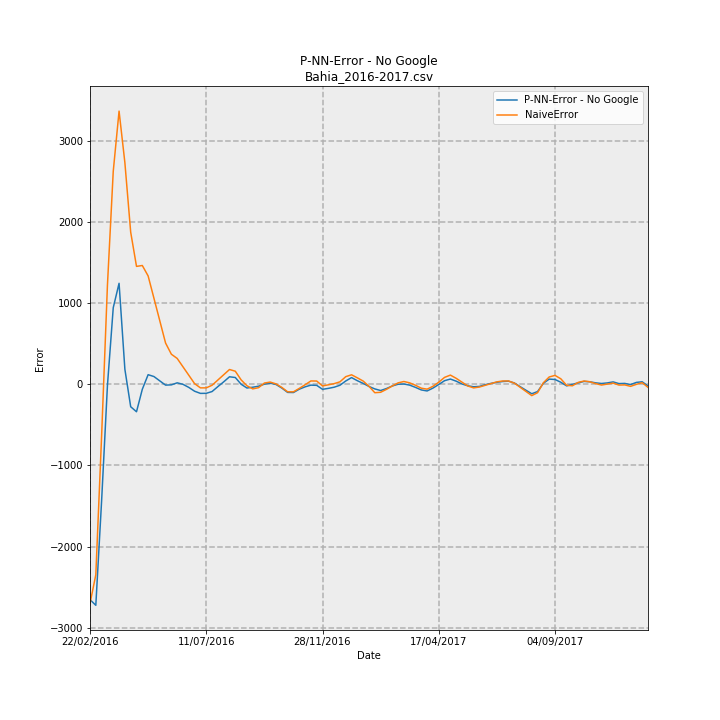 P-NN-Error - No Google
Bahia_2016-2017.csv
P-NN-Error - No Google
NaiveError
3000
2000
1000
0
−1000
−2000
−3000
Error
22/02/2016 11/07/2016 28/11/2016 17/04/2017 04/09/2017
Date